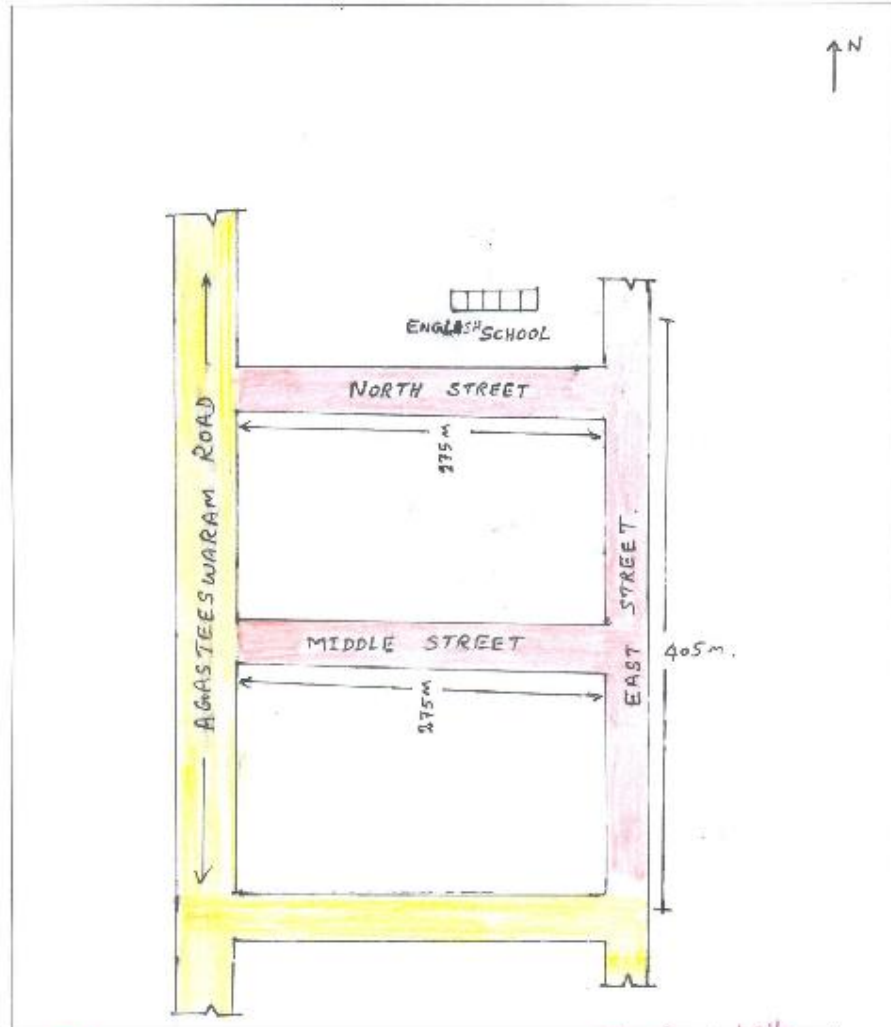 N
ENGLISH SCHOOL
NORTH STREET
275M
AGASTEESWARAM ROAD
EAST STREET.
MIDDLE STREET
405m.
275M